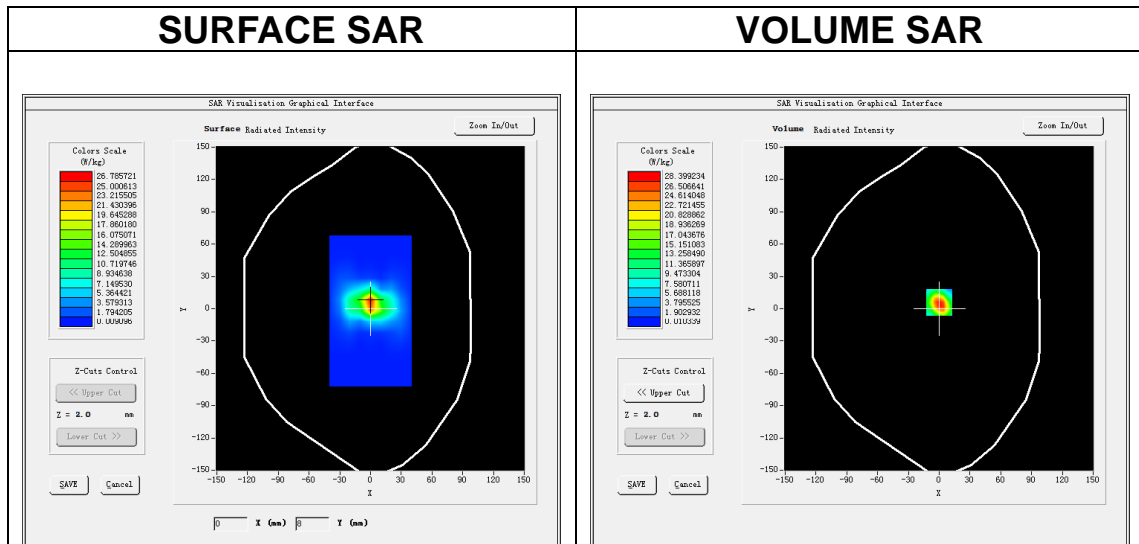 SURFACE SAR
VOLUME SAR
SAR Visualisation Graphical Interface
Surface Radiated Intensity
Zoom In/Out
Colors Scale
(W/kg)
26.785721
25.000613
23.215505
21.430396
19.645288
17.860180
16.075071
14.289963
12.504855
10.719746
8.934638
7.149530
5.364421
3.579313
1.794205
0.009096
150
120
90
60
30
0
-30
-60
-90
-120
-150
Y
-150 -120 -90 -60 -30 0 30 60 90 120 150
X
Z-Cuts Control
<< Upper Cut
Z = 2.0 mm
Lower Cut >>
SAVE Cancel
0 X (mm) 8 Y (mm)
SAR Visualisation Graphical Interface
Volume Radiated Intensity
Zoom In/Out
Colors Scale
(W/kg)
28.399234
26.506641
24.614048
22.721455
20.828862
18.936269
17.043676
15.151083
13.258490
11.365897
9.473304
7.580711
5.688118
3.795525
1.902932
0.010339
150
120
90
60
30
0
-30
-60
-90
-120
-150
Y
-150 -120 -90 -60 -30 0 30 60 90 120 150
X
Z-Cuts Control
<< Upper Cut
Z = 2.0 mm
Lower Cut >>
SAVE Cancel